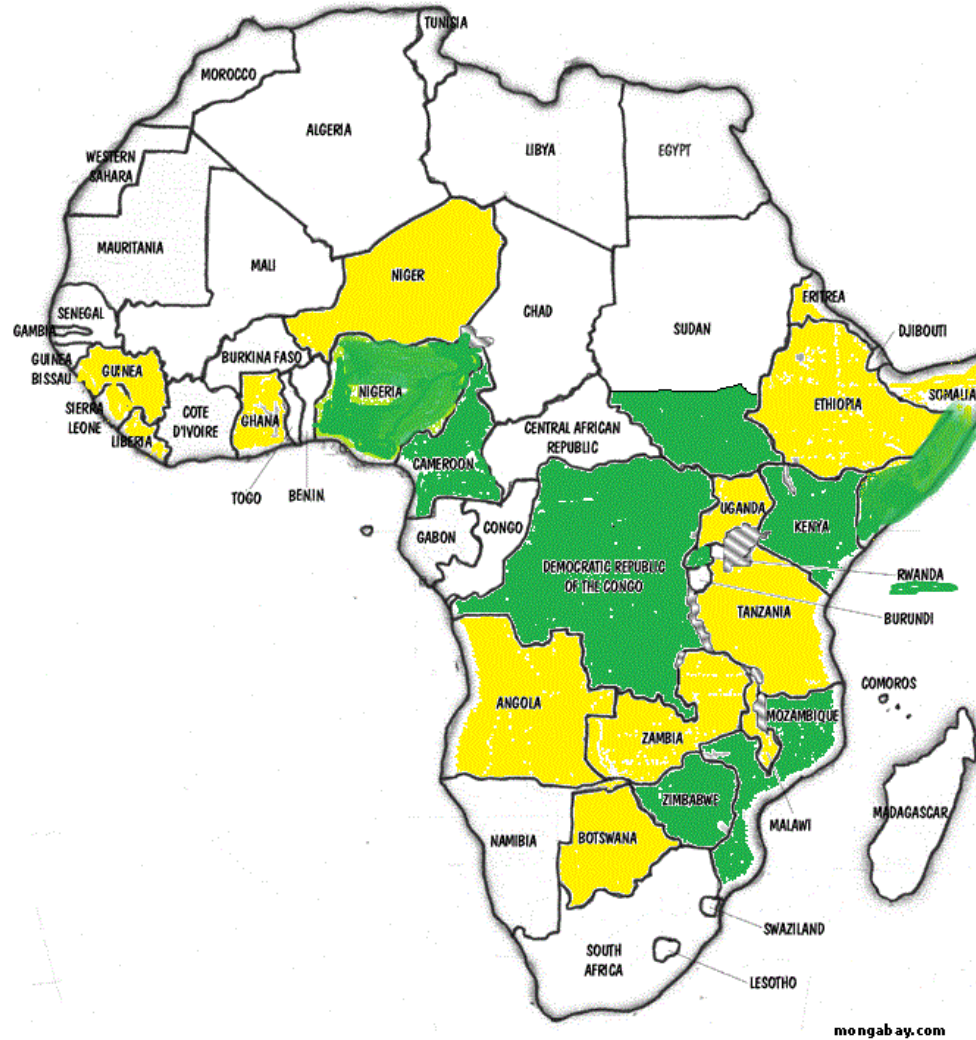 TUNISIA
MOROCCO
ALGERIA
LIBYA
EGYPT
WESTERN
SAHARA
MAURITANIA
MALI
NIGER
CHAD
SUDAN
ERITREA
DJIBOUTI
SENEGAL
GAMBIA
GUINEA
BISSAU
GUINEA
BURKINA FASO
NIGERIA
ETHIOPIA
SOMALIA
SIERRA
LEONE
LIBERIA
COTE
D'IVOIRE
GHANA
CENTRAL AFRICAN
REPUBLIC
CAMEROON
TOGO
BENIN
UGANDA
KENYA
GABON
CONGO
DEMOCRATIC REPUBLIC
OF THE CONGO
RWANDA
BURUNDI
TANZANIA
COMOROS
ANGOLA
ZAMBIA
MOZAMBIQUE
ZIMBABWE
MALAWI
MADAGASCAR
NAMIBIA
BOTSWANA
SWAZILAND
SOUTH
AFRICA
LESOTHO
mongabay.com